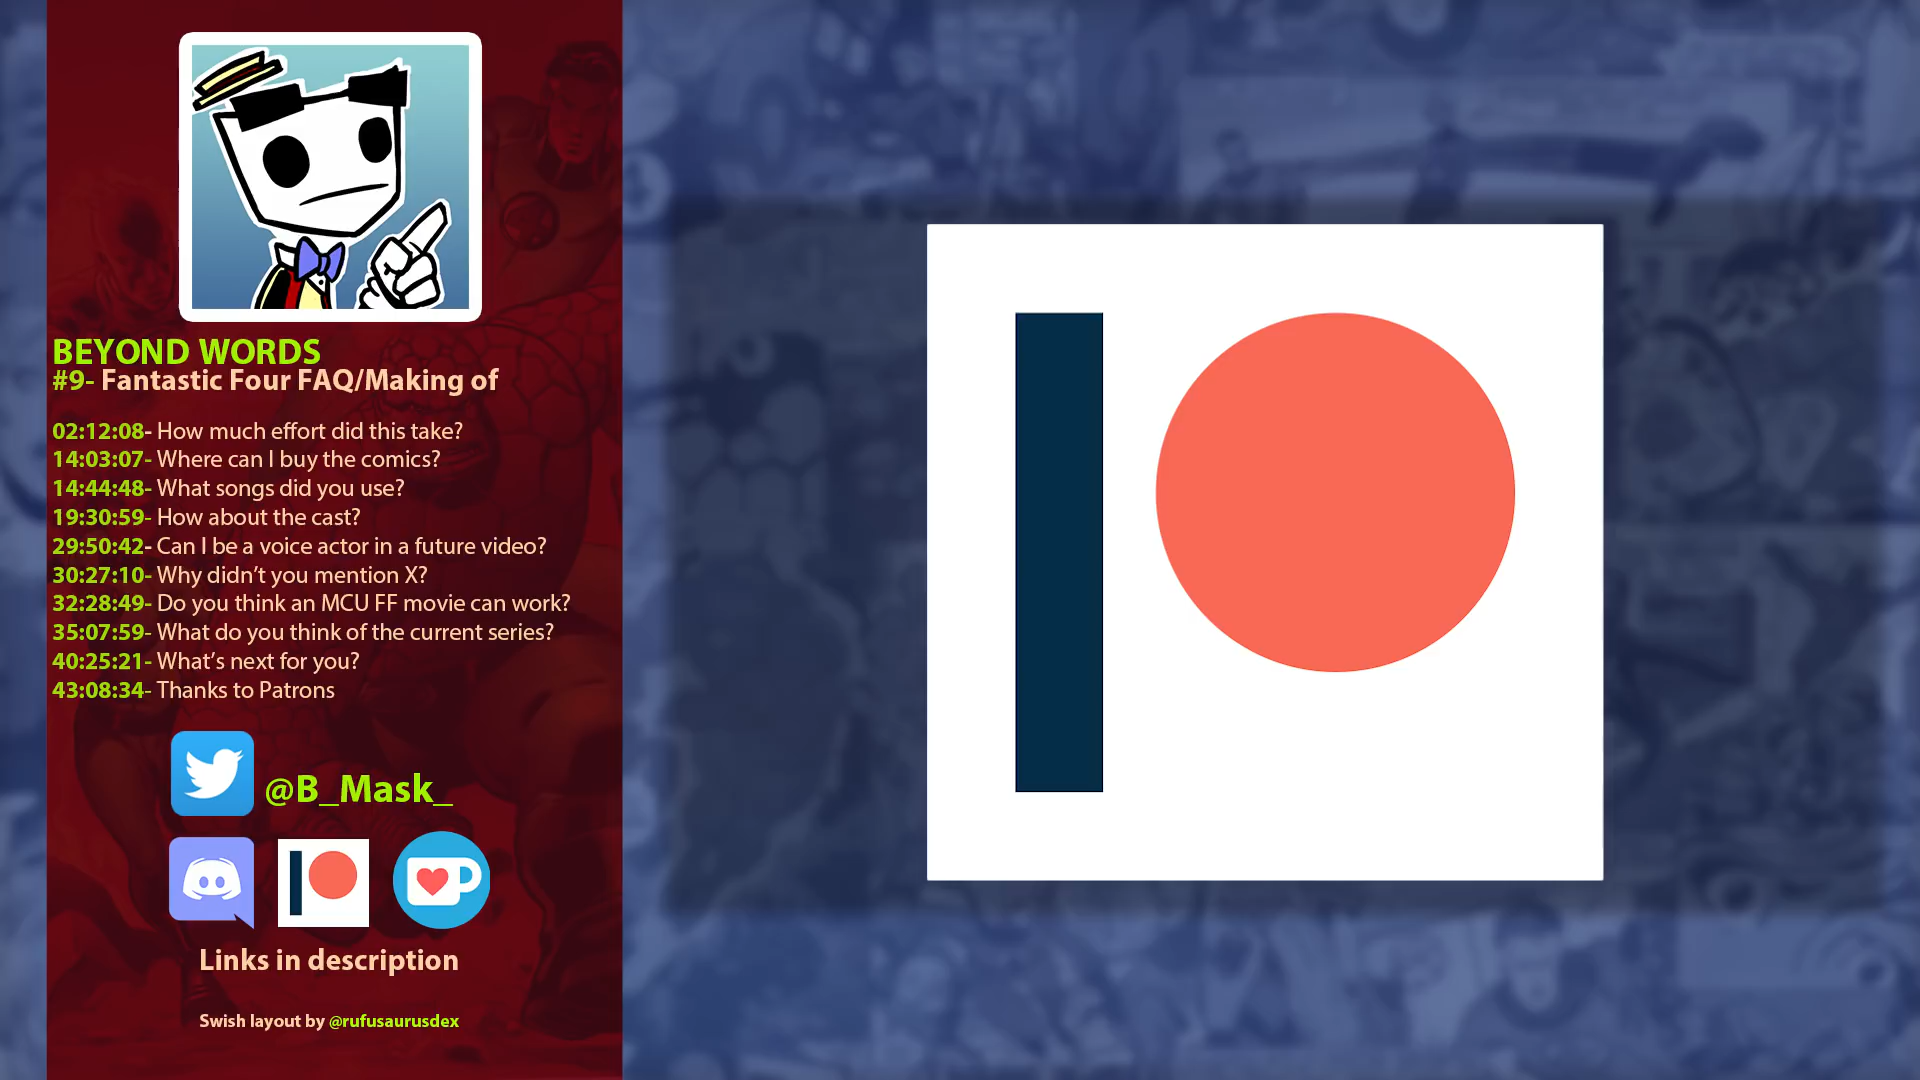 BEYOND WORDS
#9- Fantastic Four FAQ/Making of
02:12:08- How much effort did this take?
14:03:07- Where can I buy the comics?
14:44:48- What songs did you use?
19:30:59- How about the cast?
29:50:42- Can I be a voice actor in a future video?
30:27:10- Why didn’t you mention X?
32:28:49- Do you think an MCU FF movie can work?
35:07:59- What do you think of the current series?
40:25:21- What’s next for you?
43:08:34- Thanks to Patrons
@B_Mask_
Links in description
Swish layout by @rufusaurusdex